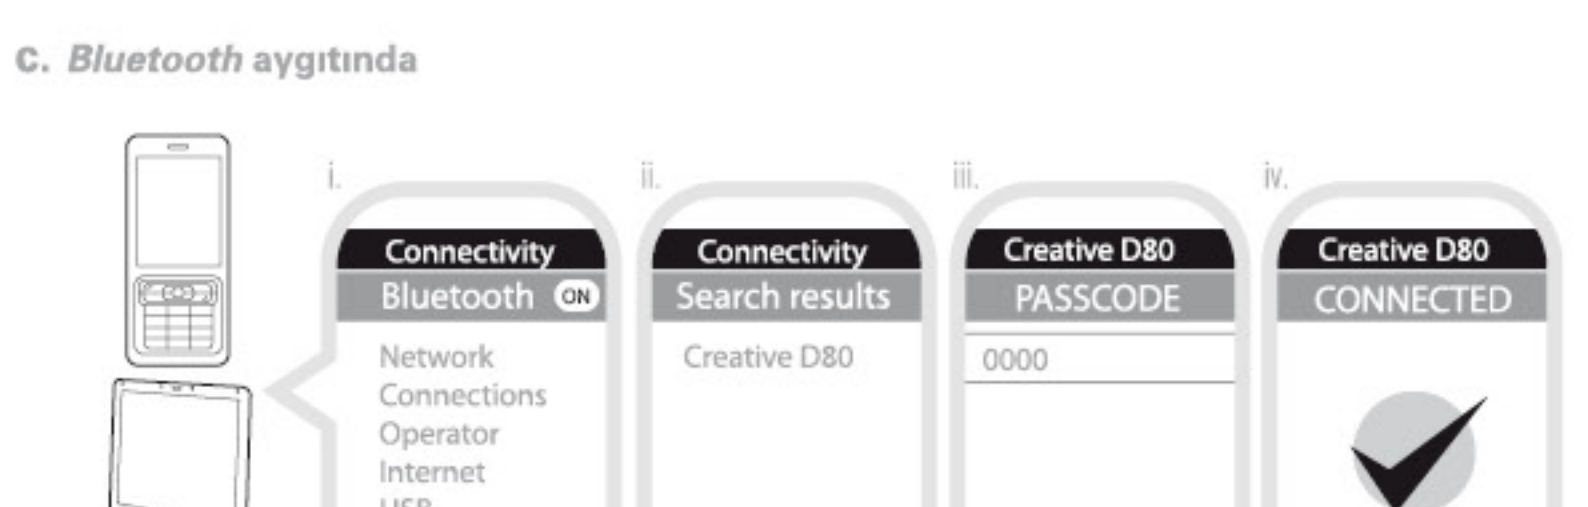 c. Bluetooth aygıtında
i.
Connectivity
Bluetooth ON
Network
Connections
Operator
Internet
USB
ii.
Connectivity
Search results
Creative D80
iii.
Creative D80
PASSCODE
0000
iv.
Creative D80
CONNECTED